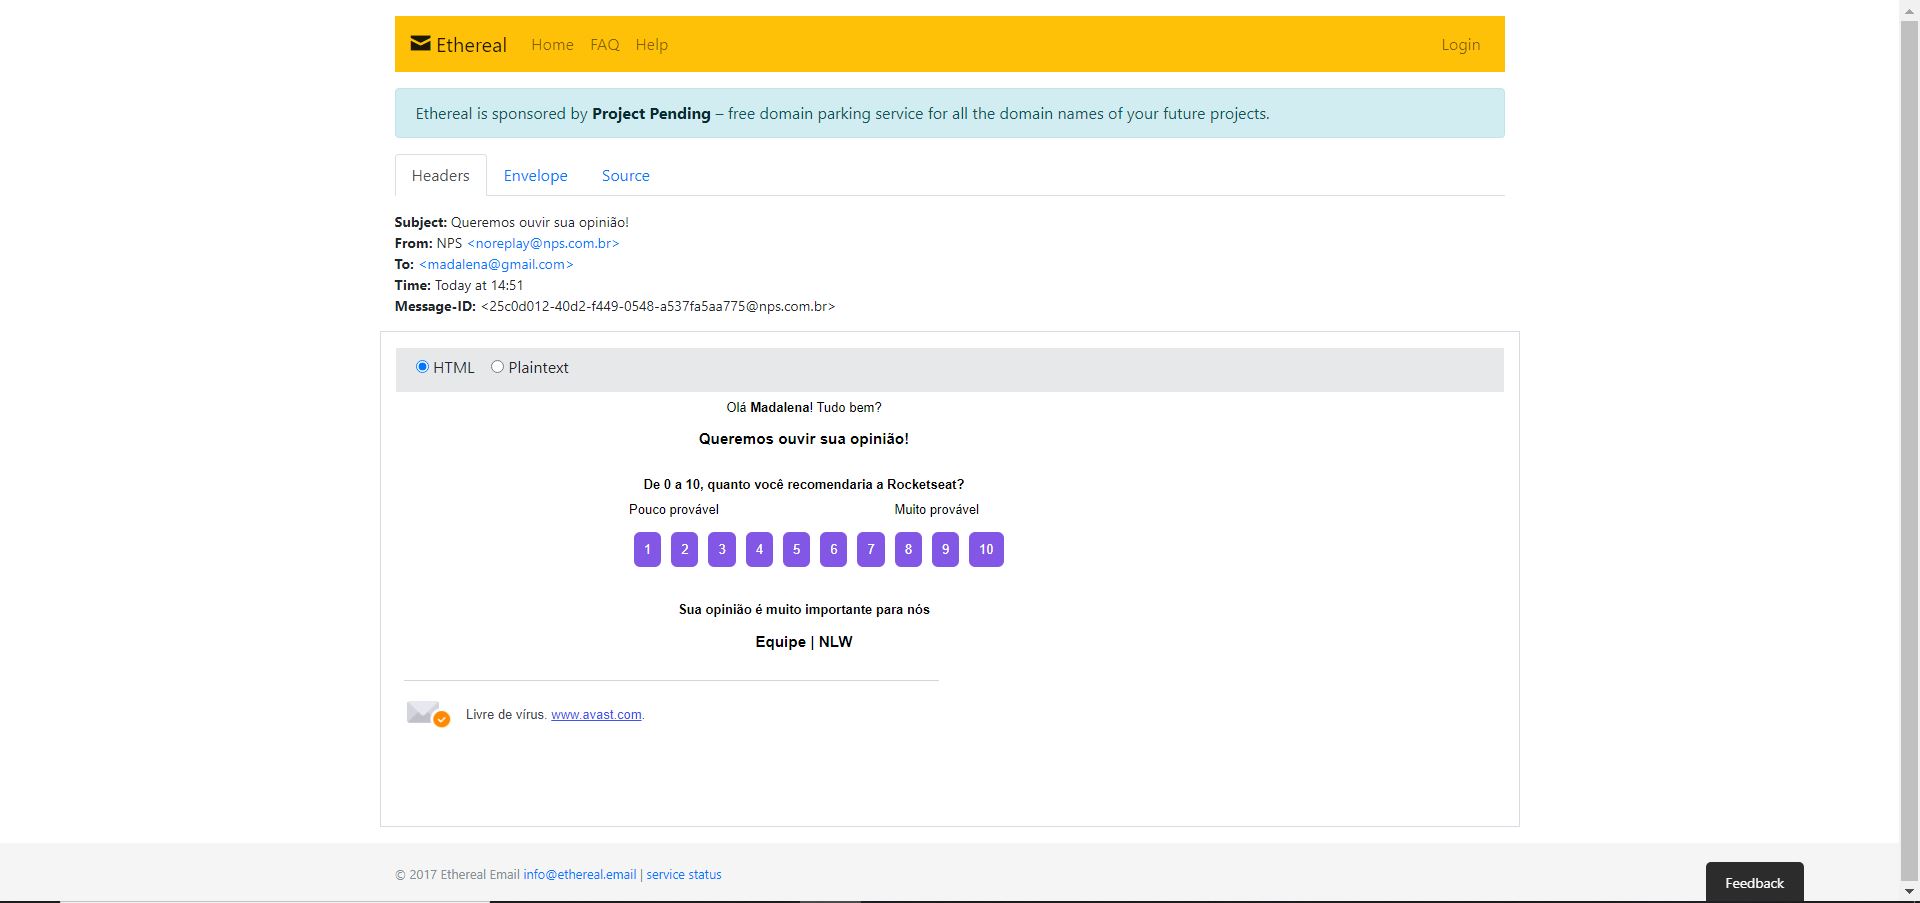 Ethereal Home FAQ Help Login
Ethereal is sponsored by Project Pending – free domain parking service for all the domain names of your future projects.
Headers Envelope Source
Subject: Queremos ouvir sua opinião!
From: NPS <noreplay@nps.com.br>
To: <madalena@gmail.com>
Time: Today at 14:51
Message-ID: <25c0d012-40d2-f449-0548-a537fa5aa775@nps.com.br>
HTML Plaintext
Olá Madalena! Tudo bem?
Queremos ouvir sua opinião!
De 0 a 10, quanto você recomendaria a Rocketseat?
Pouco provável Muito provável
1 2 3 4 5 6 7 8 9 10
Sua opinião é muito importante para nós
Equipe | NLW
Livre de vírus. www.avast.com.
© 2017 Ethereal Email info@ethereal.email | service status
Feedback